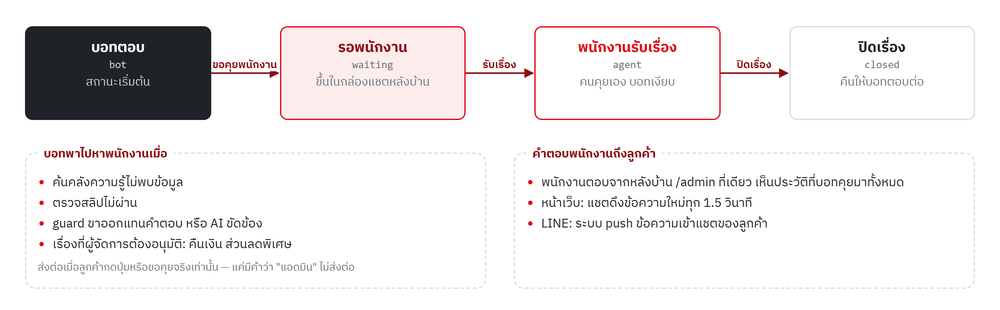 บอทตอบ
bot
สถานะเริ่มต้น
ขอคุยพนักงาน
รอพนักงาน
waiting
ขึ้นในกล่องแชตหลังบ้าน
รับเรื่อง
พนักงานรับเรื่อง
agent
คนคุยเอง บอทเงียบ
ปิดเรื่อง
ปิดเรื่อง
closed
คืนให้บอทตอบต่อ
บอทพาไปหาพนักงานเมื่อ
ค้นคลังความรู้ไม่พบข้อมูล
ตรวจสลิปไม่ผ่าน
guard ขาออกแทนคำตอบ หรือ AI ขัดข้อง
เรื่องที่ผู้จัดการต้องอนุมัติ: คืนเงิน ส่วนลดพิเศษ
ส่งต่อเมื่อลูกค้ากดปุ่มหรือขอคุยจริงเท่านั้น — แค่มีคำว่า "แอดมิน" ไม่ส่งต่อ
คำตอบพนักงานถึงลูกค้า
พนักงานตอบจากหลังบ้าน /admin ที่เดียว เห็นประวัติที่บอทคุยมาทั้งหมด
หน้าเว็บ: แชตดึงข้อความใหม่ทุก 1.5 วินาที
LINE: ระบบ push ข้อความเข้าแชตของลูกค้า